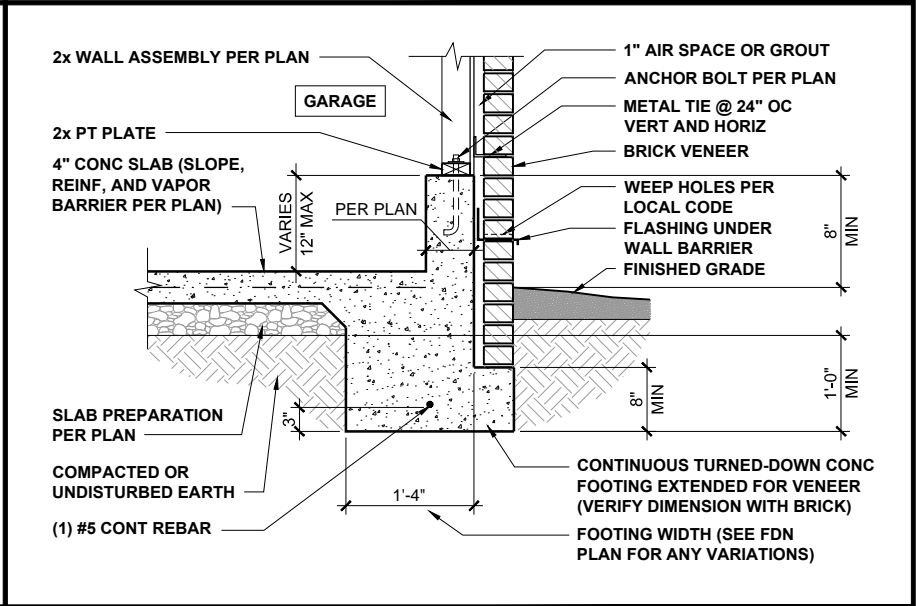 2x WALL ASSEMBLY PER PLAN
GARAGE
2x PT PLATE
4" CONC SLAB (SLOPE,
REINF, AND VAPOR
BARRIER PER PLAN)
VARIES
12" MAX
PER PLAN
1" AIR SPACE OR GROUT
ANCHOR BOLT PER PLAN
METAL TIE @ 24" OC
VERT AND HORIZ
BRICK VENEER
WEEP HOLES PER
LOCAL CODE
FLASHING UNDER
WALL BARRIER
FINISHED GRADE
8"
MIN
1'-0"
MIN
8"
MIN
3"
SLAB PREPARATION
PER PLAN
COMPACTED OR
UNDISTURBED EARTH
(1) #5 CONT REBAR
1'-4"
CONTINUOUS TURNED-DOWN CONC
FOOTING EXTENDED FOR VENEER
(VERIFY DIMENSION WITH BRICK)
FOOTING WIDTH (SEE FDN
PLAN FOR ANY VARIATIONS)